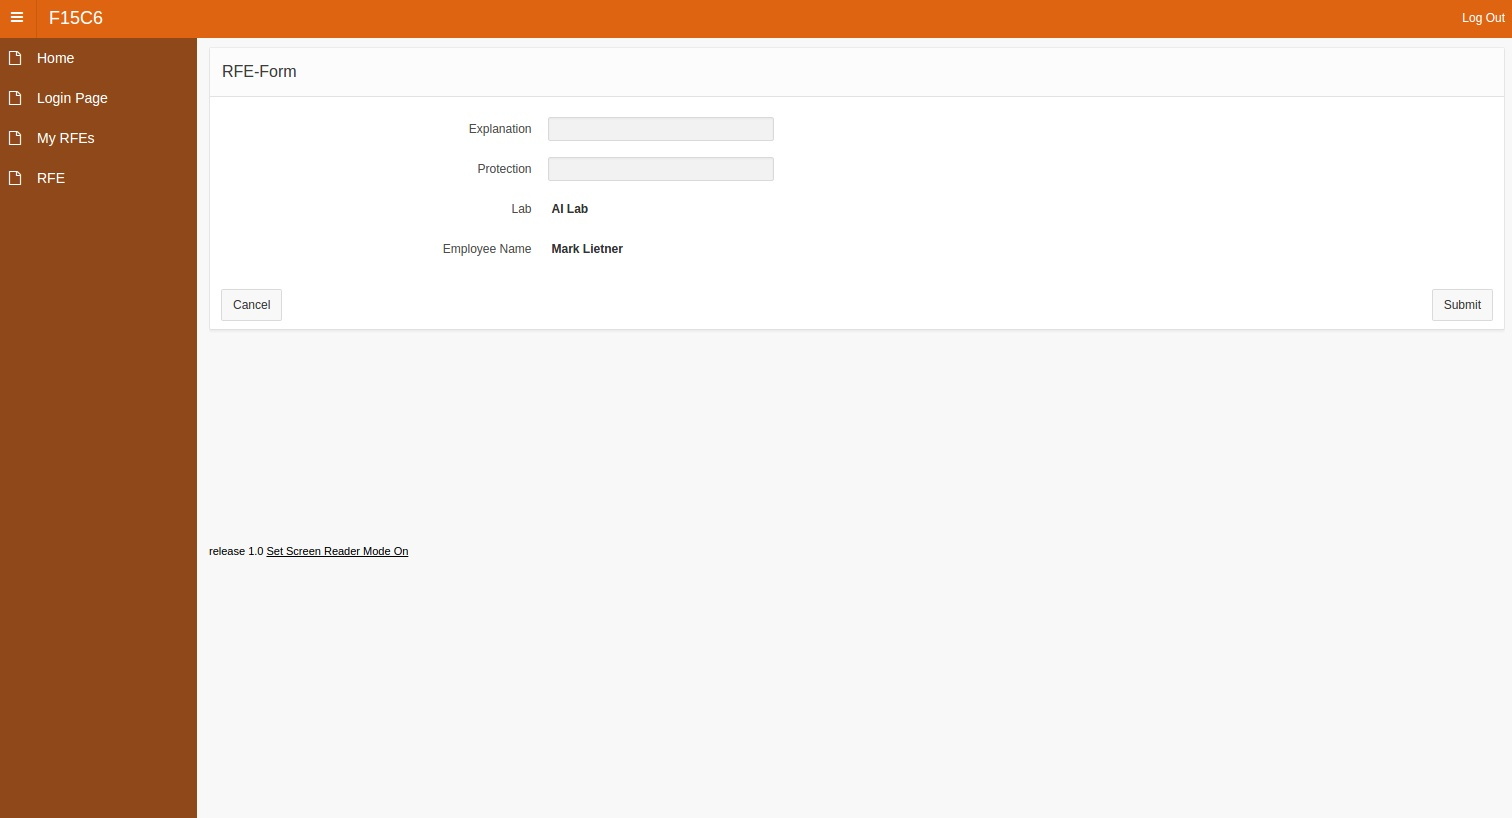 F15C6
Log Out
Home
Login Page
My RFEs
RFE
RFE-Form
Explanation
Protection
Lab AI Lab
Employee Name Mark Lietner
Cancel
Submit
release 1.0 Set Screen Reader Mode On